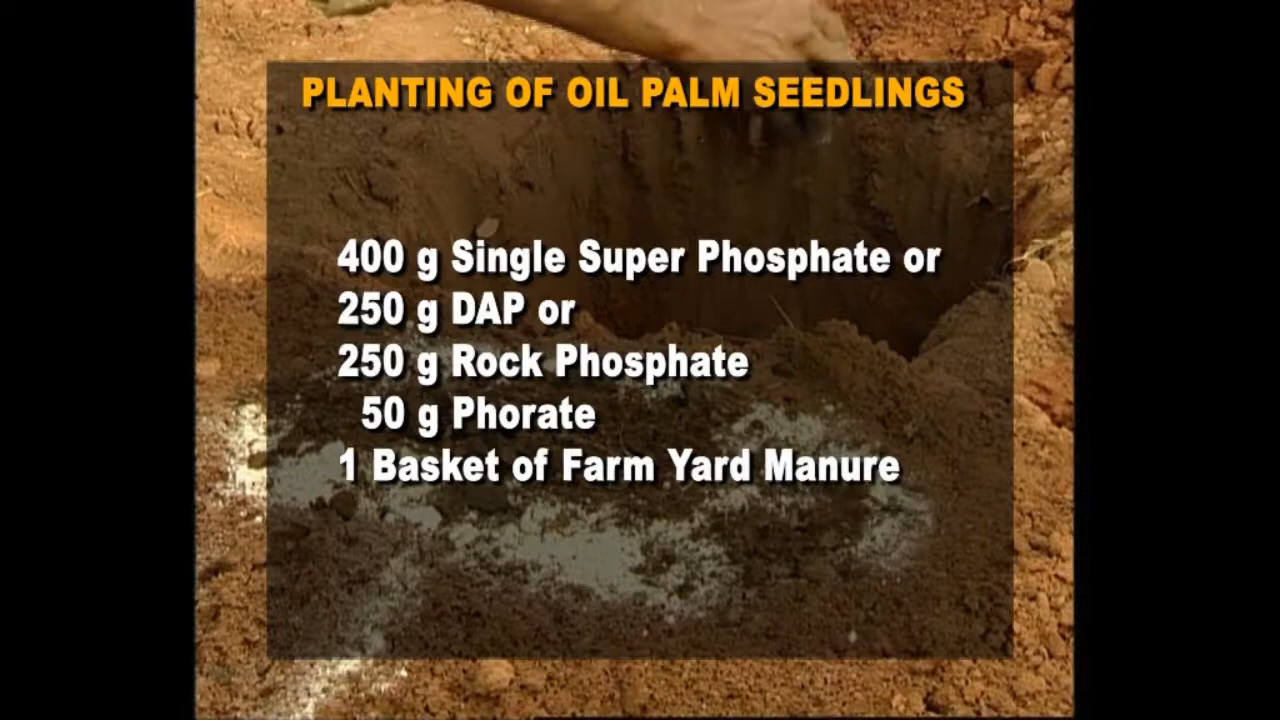 PLANTING OF OIL PALM SEEDLINGS
400 g Single Super Phosphate or
250 g DAP or
250 g Rock Phosphate
50 g Phorate
1 Basket of Farm Yard Manure